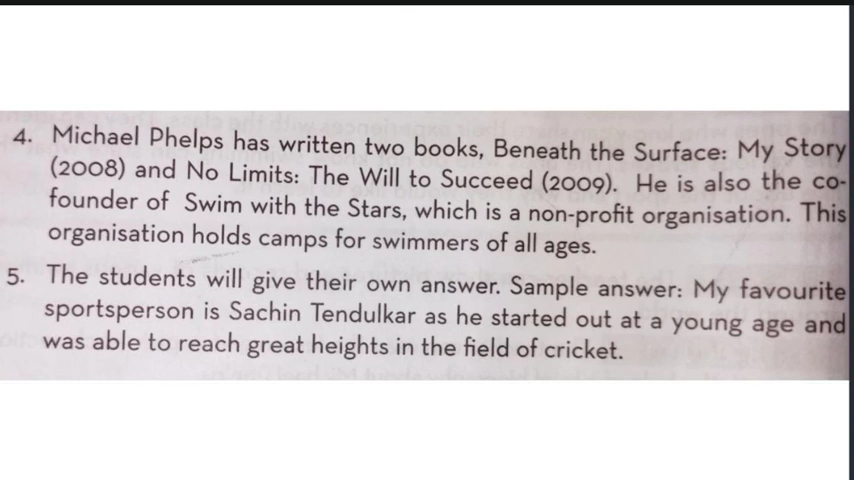 4. Michael Phelps has written two books, Beneath the Surface: My Story
(2008) and No Limits: The Will to Succeed (2009). He is also the co-
founder of Swim with the Stars, which is a non-profit organisation. This
organisation holds camps for swimmers of all ages.
5. The students will give their own answer. Sample answer: My favourite
sportsperson is Sachin Tendulkar as he started out at a young age and
was able to reach great heights in the field of cricket.